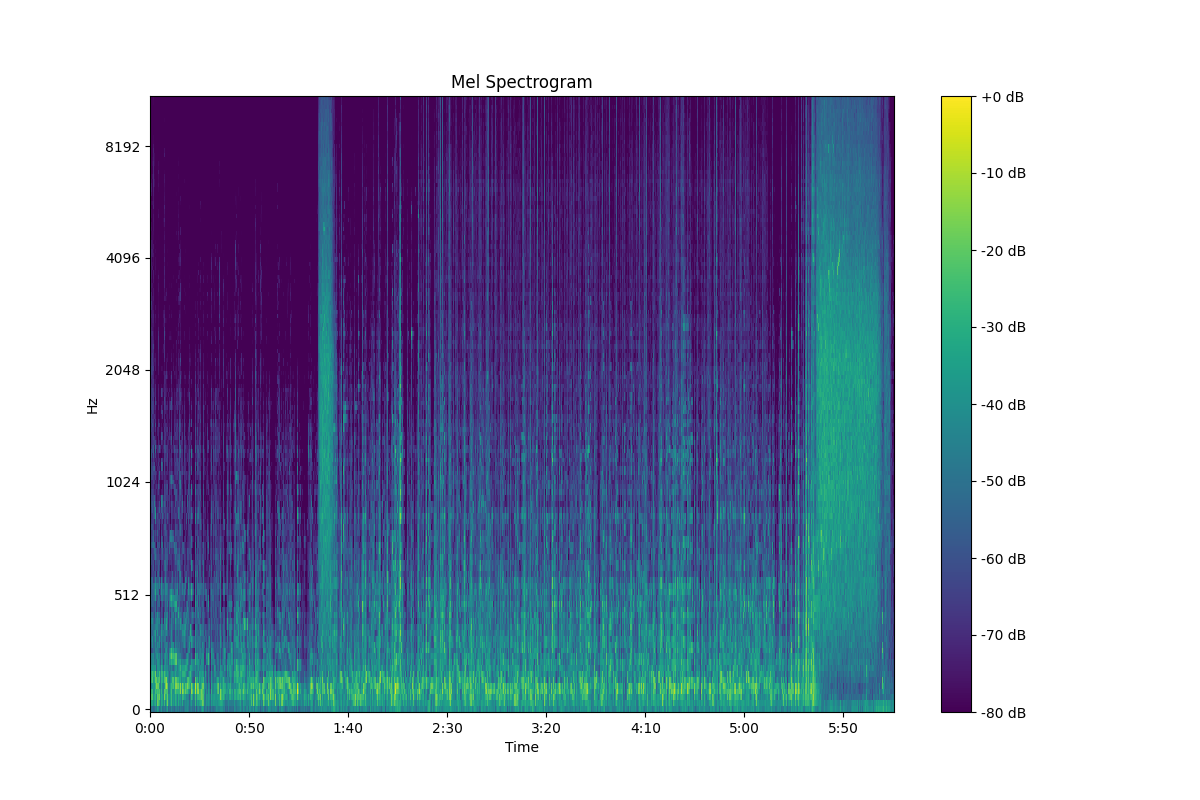 Mel Spectrogram
+0 dB
8192
-10 dB
-20 dB
4096
-30 dB
2048
Hz
-40 dB
1024
-50 dB
-60 dB
512
-70 dB
0
-80 dB
0:00 0:50 1:40 2:30 3:20 4:10 5:00 5:50
Time